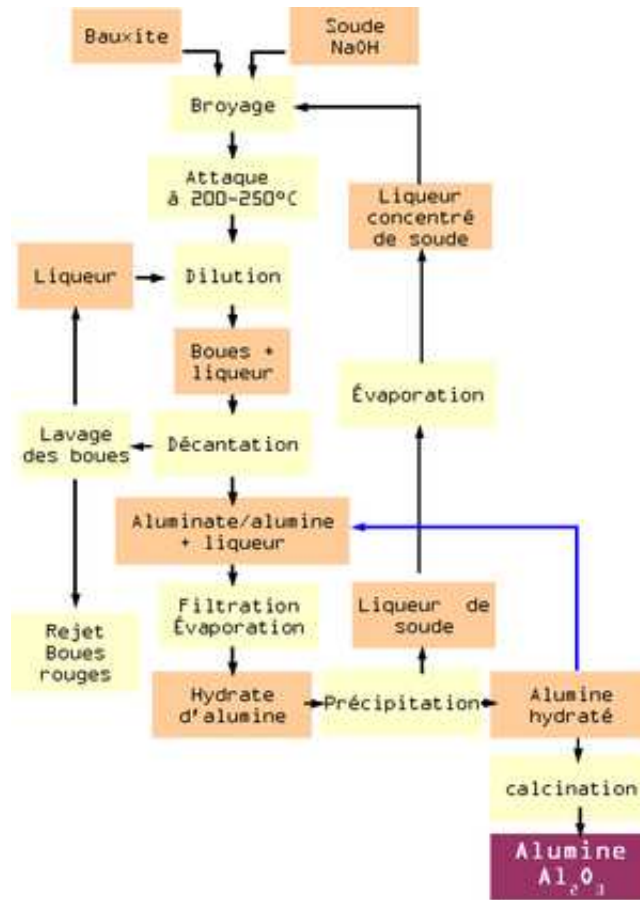 Bauxite
Soude
NaOH
Broyage
Attaque
à 200-250°C
Liqueur
concentré
de soude
Liqueur
Dilution
Boues +
liqueur
Évaporation
Lavage
des boues
Décantation
Aluminate/alumine
+ liqueur
Filtration
Évaporation
Liqueur de
soude
Rejet
Boues
rouges
Hydrate
d'alumine
Précipitation
Alumine
hydraté
calcination
Alumine
Al₂O₃